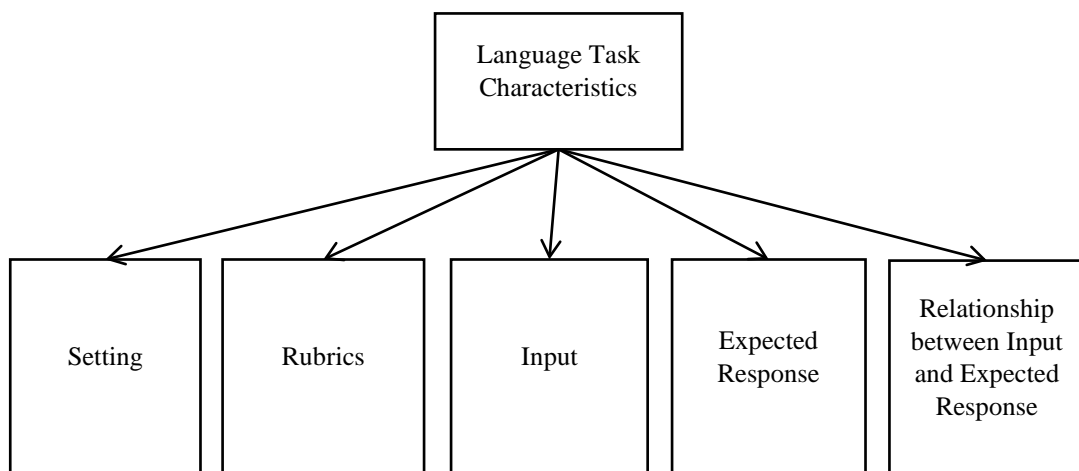 Language Task
Characteristics
Setting
Rubrics
Input
Expected
Response
Relationship
between Input
and Expected
Response